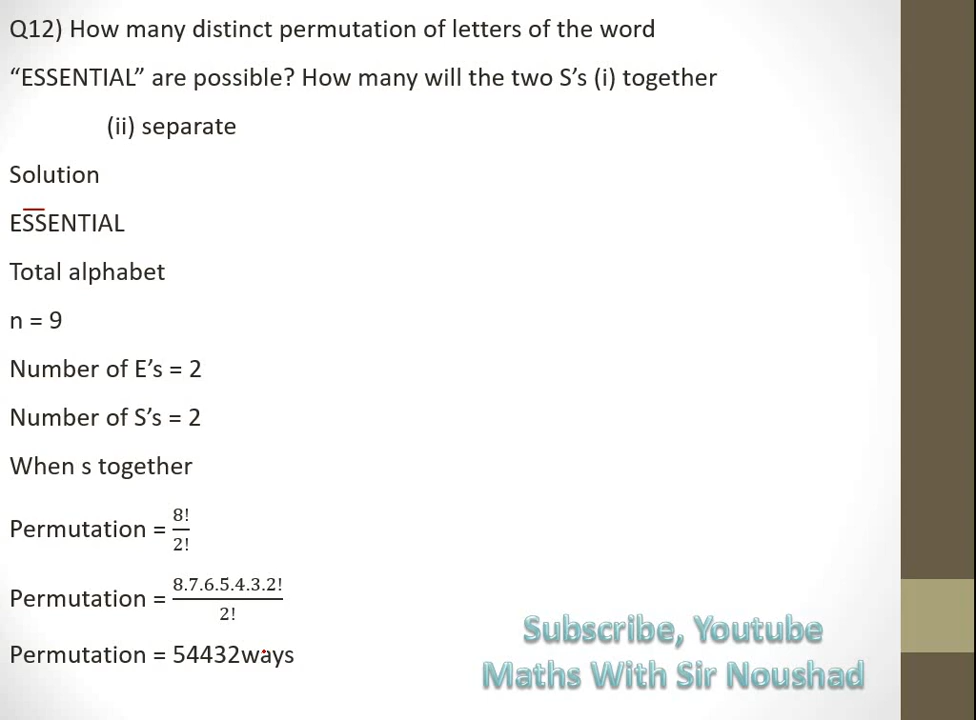 Q12) How many distinct permutation of letters of the word
“ESSENTIAL” are possible? How many will the two S’s (i) together
(ii) separate
Solution
ESSENTIAL
Total alphabet
n = 9
Number of E’s = 2
Number of S’s = 2
When s together
Permutation = 8!/2!
Permutation = 8.7.6.5.4.3.2!/2!
Permutation = 54432ways
Subscribe, Youtube
Maths With Sir Noushad